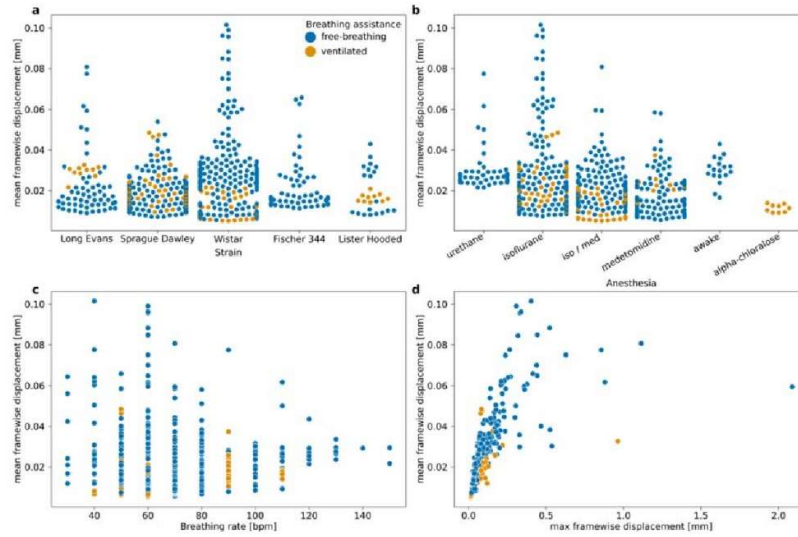 a
Breathing assistance
free-breathing
ventilated
mean framewise displacement [mm]
0.10
0.08
0.06
0.04
0.02
Long Evans
Sprague Dawley
Wistar
Fischer 344
Lister Hooded
Strain
b
mean framewise displacement [mm]
0.10
0.08
0.06
0.04
0.02
urethane
isoflurane
iso / med
medetomidine
awake
alpha-chloralose
Anesthesia
c
mean framewise displacement [mm]
0.10
0.08
0.06
0.04
0.02
40
60
80
100
120
140
Breathing rate [bpm]
d
mean framewise displacement [mm]
0.10
0.08
0.06
0.04
0.02
0.0
0.5
1.0
1.5
2.0
max framewise displacement [mm]